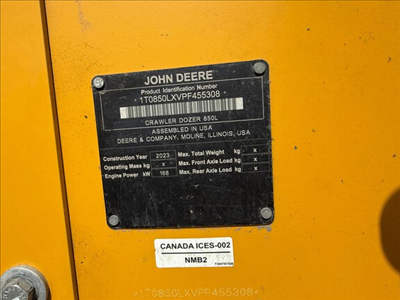 JOHN DEERE
Product Identification Number
1T0850LXVPF455308
CRAWLER DOZER 850L
ASSEMBLED IN USA
DEERE & COMPANY, MOLINE, ILLINOIS, USA
Construction Year 2023 Max. Total Weight kg x
Operating Mass kg x Max. Front Axle Load kg x
Engine Power kW 168 Max. Rear Axle Load kg x
CANADA ICES-002
NMB2
1T0850LXVPF455308